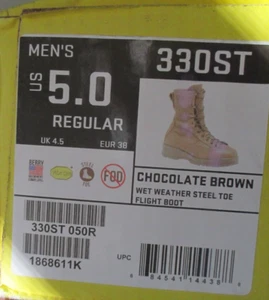 MEN'S
330ST
US 5.0
REGULAR
UK 4.5
EUR 38
CHOCOLATE BROWN
WET WEATHER STEEL TOE
FLIGHT BOOT
BERRY
FOD
330ST 050R
1868611K
UPC